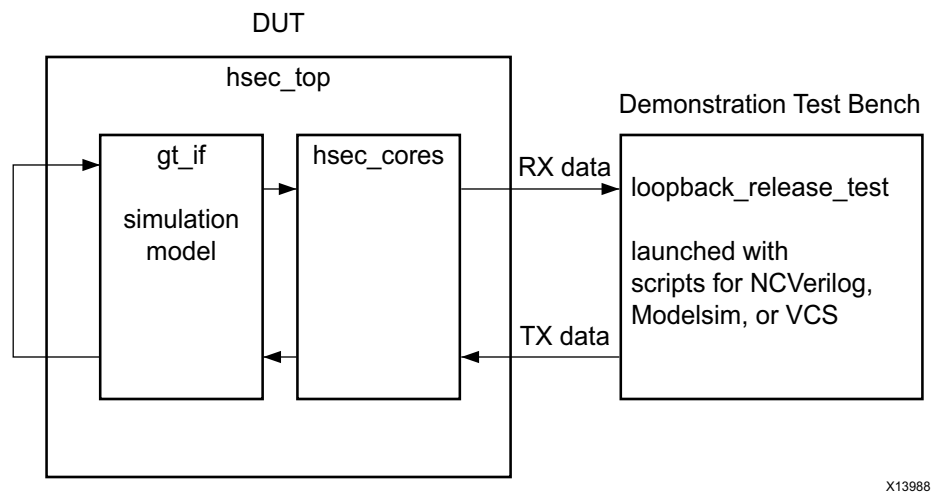 DUT
hsec_top
Demonstration Test Bench
gt_if
simulation
model
hsec_cores
RX data
loopback_release_test
launched with
scripts for NCVerilog,
Modelsim, or VCS
TX data
X13988